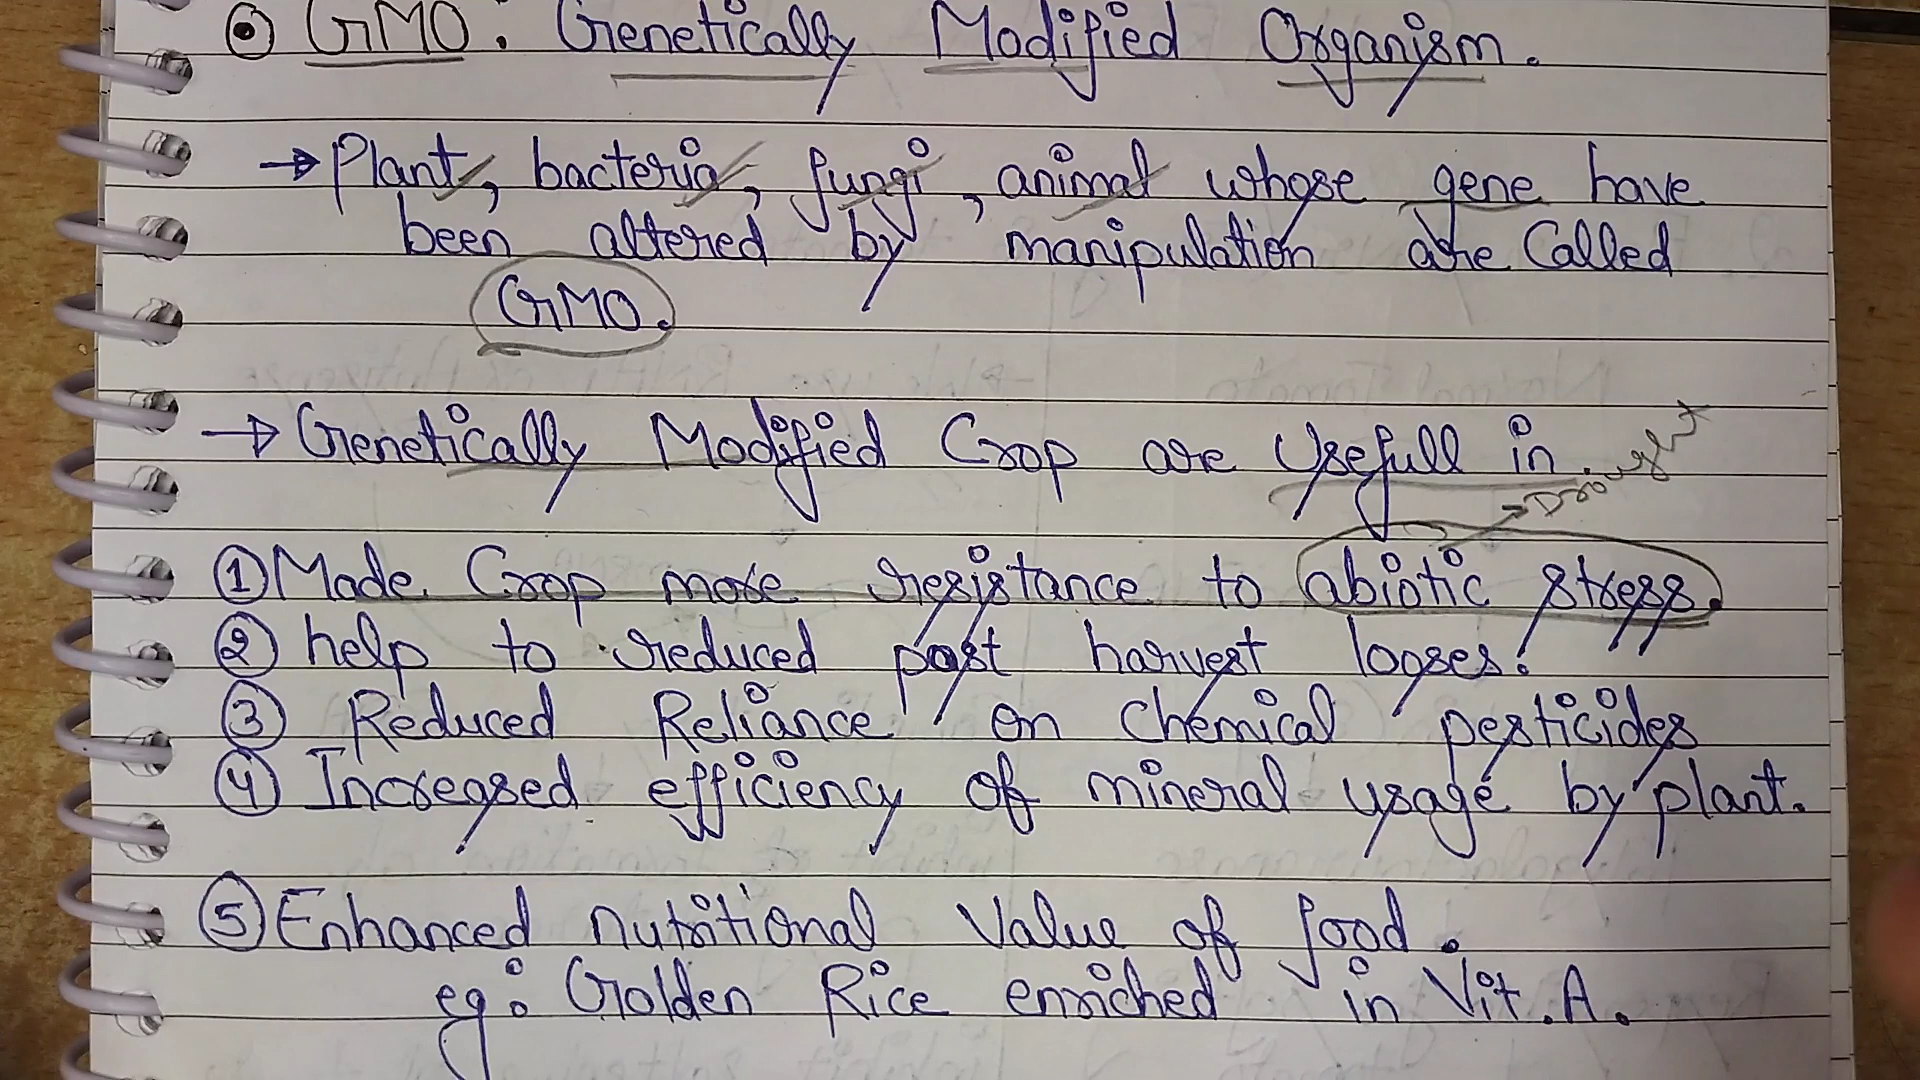 ⊙ GMO : Genetically Modified Organism.
→ Plant, bacteria, fungi, animal whose gene have
been altered by manipulation are Called
GMO.
→ Genetically Modified Crop are Usefull in.
→ Drought
① Made Crop more resistance to abiotic stress.
② help to reduced post harvest looses.
③ Reduced Reliance on Chemical pesticides
④ Increased efficiency of mineral usage by plant.
⑤ Enhanced nutritional Value of food.
eg: Golden Rice enriched in Vit.A.